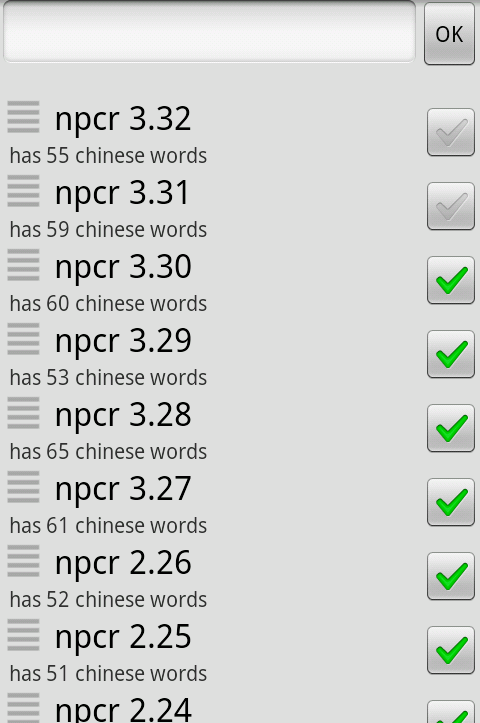 OK
npcr 3.32
has 55 chinese words
npcr 3.31
has 59 chinese words
npcr 3.30
has 60 chinese words
npcr 3.29
has 53 chinese words
npcr 3.28
has 65 chinese words
npcr 3.27
has 61 chinese words
npcr 2.26
has 52 chinese words
npcr 2.25
has 51 chinese words
npcr 2.24